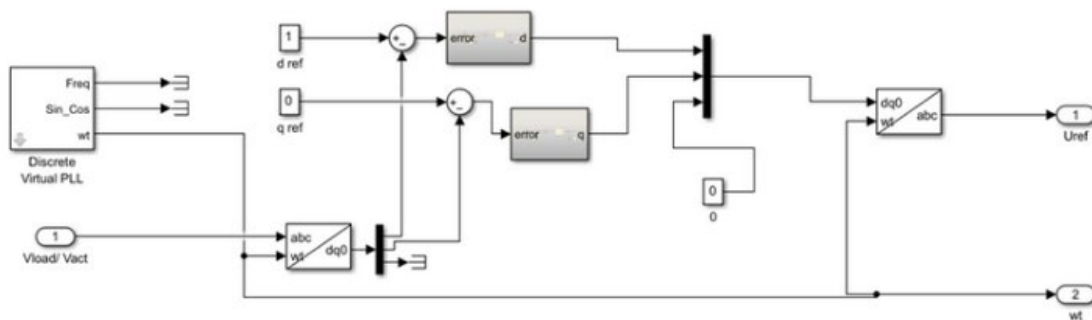 1
d ref
error
d
Freq
Sin_Cos
wt
Discrete
Virtual PLL
0
q ref
error
q
dq0
wt
abc
1
Uref
0
0
1
Vload/ Vact
abc
wt
dq0
2
wt